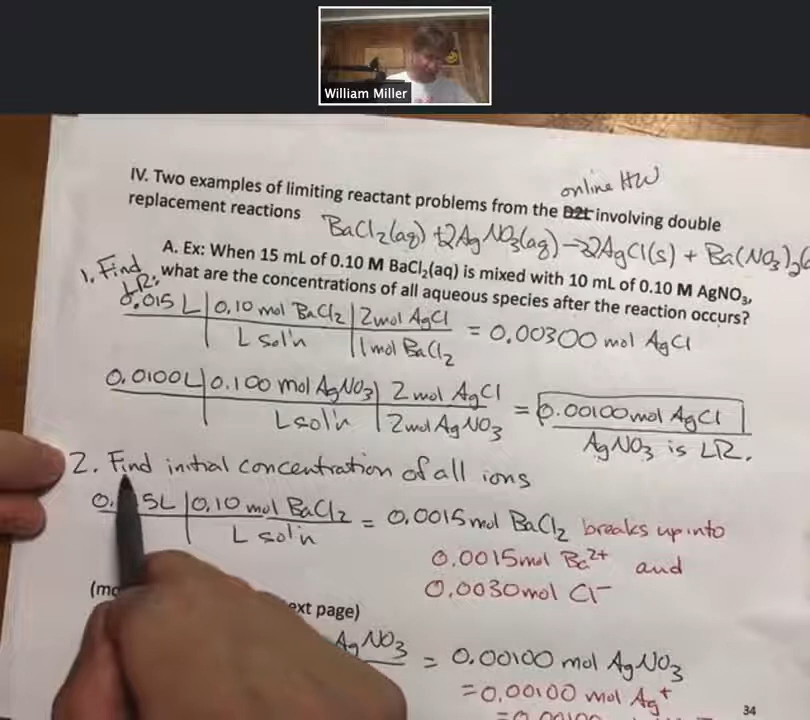 William Miller
online HW
IV. Two examples of limiting reactant problems from the D2L involving double
replacement reactions BaCl₂(aq) + 2AgNO₃(aq) → 2AgCl(s) + Ba(NO₃)₂(
A. Ex: When 15 mL of 0.10 M BaCl₂(aq) is mixed with 10 mL of 0.10 M AgNO₃,
1. Find LR: what are the concentrations of all aqueous species after the reaction occurs?
0.015 L | 0.10 mol BaCl₂ | 2 mol AgCl = 0.00300 mol AgCl
L sol'n | 1 mol BaCl₂
0.0100L | 0.100 mol AgNO₃ | 2 mol AgCl = 0.00100 mol AgCl
L sol'n | 2 mol AgNO₃ AgNO₃ is LR.
2. Find initial concentration of all ions
0. 5L | 0.10 mol BaCl₂ = 0.0015 mol BaCl₂ breaks up into
L sol'n 0.0015 mol Ba²⁺ and
0.0030 mol Cl⁻
ext page)
AgNO₃ = 0.00100 mol AgNO₃
= 0.00100 mol Ag⁺
34